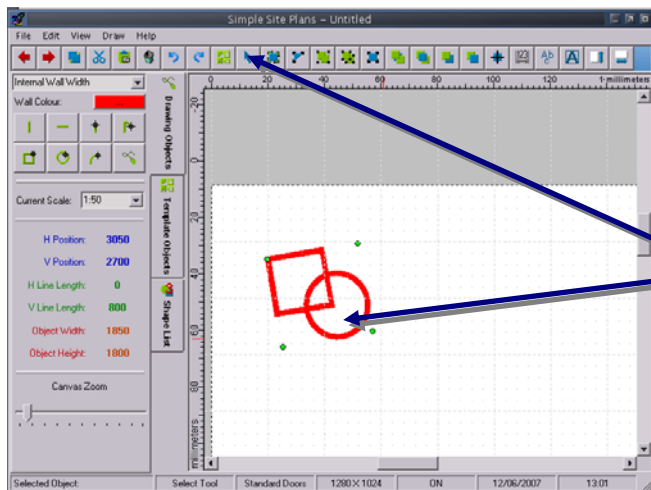 Simple Site Plans - Untitled
File Edit View Draw Help
Internal Wall Width
Wall Colour:
Current Scale: 1:50
H Position: 3050
V Position: 2700
H Line Length: 0
V Line Length: 800
Object Width: 1850
Object Height: 1800
Canvas Zoom
Drawing Objects
Template Objects
Shape List
0 20 40 60 80 100 120 millimeters
-20
0
20
40
60
80
millimeters
Selected Object: Select Tool Standard Doors 1280×1024 ON 12/06/2007 13:01